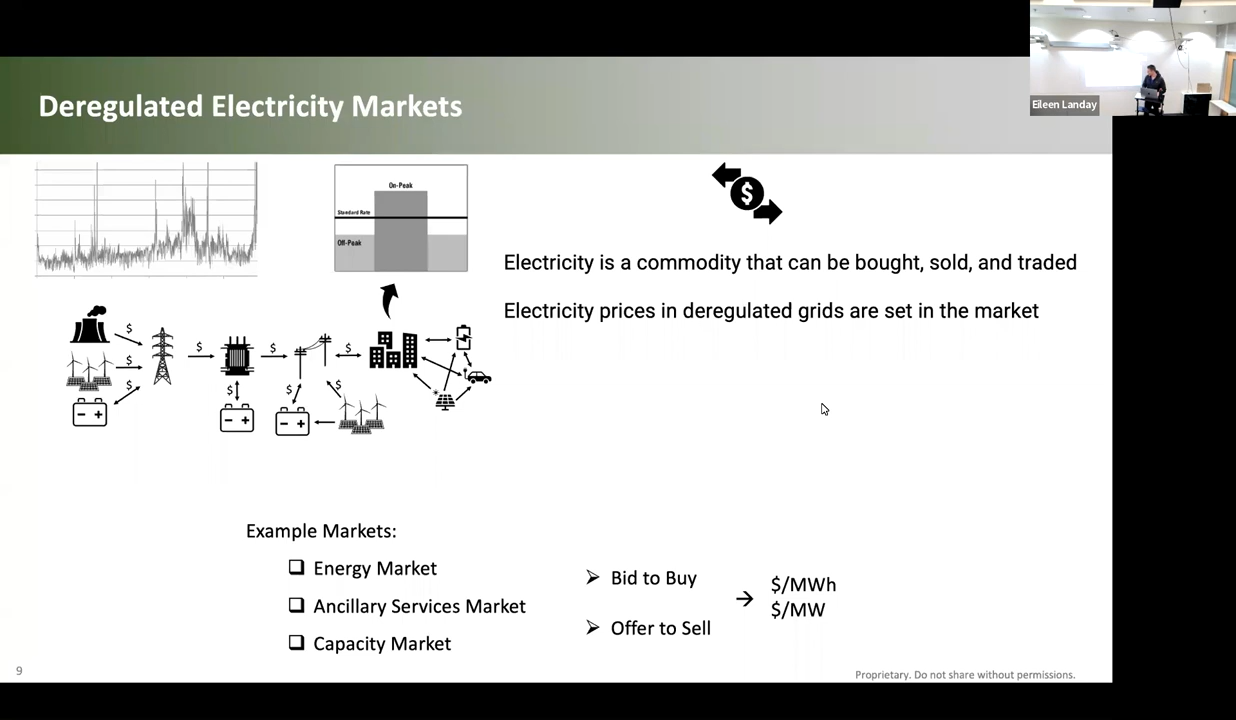 Deregulated Electricity Markets
Eileen Landay
On-Peak
Standard Rate
Off-Peak
$
Electricity is a commodity that can be bought, sold, and traded
Electricity prices in deregulated grids are set in the market
$
$
$
$
$
$
$
$
$
Example Markets:
Energy Market
Ancillary Services Market
Capacity Market
Bid to Buy
Offer to Sell
$/MWh
$/MW
9
Proprietary. Do not share without permissions.